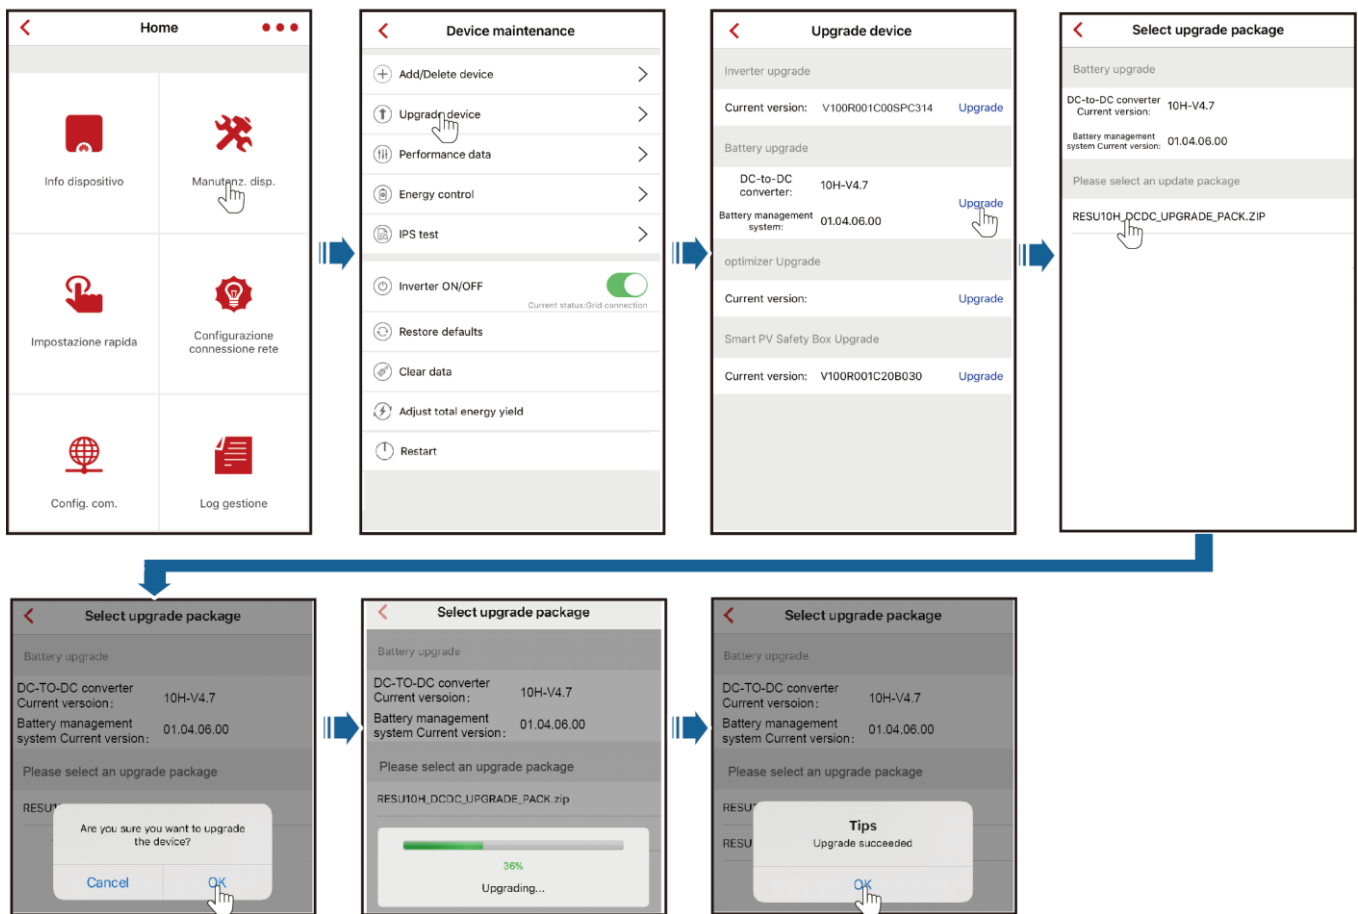 Home
Info dispositivo
Manutenz. disp.
Impostazione rapida
Configurazione
connessione rete
Config. com.
Log gestione
Device maintenance
Add/Delete device
Upgrade device
Performance data
Energy control
IPS test
Inverter ON/OFF
Current status:Grid connection
Restore defaults
Clear data
Adjust total energy yield
Restart
Upgrade device
Inverter upgrade
Current version: V100R001C00SPC314 Upgrade
Battery upgrade
DC-to-DC
converter: 10H-V4.7
Upgrade
Battery management
system: 01.04.06.00
optimizer Upgrade
Current version: Upgrade
Smart PV Safety Box Upgrade
Current version: V100R001C20B030 Upgrade
Select upgrade package
Battery upgrade
DC-to-DC converter
Current version: 10H-V4.7
Battery management
system Current version: 01.04.06.00
Please select an update package
RESU10H_DCDC_UPGRADE_PACK.ZIP
Select upgrade package
Battery upgrade
DC-TO-DC converter
Current versoion: 10H-V4.7
Battery management
system Current version: 01.04.06.00
Please select an upgrade package
RESU1
Are you sure you want to upgrade
the device?
Cancel OK
Select upgrade package
Battery upgrade
DC-TO-DC converter
Current versoion: 10H-V4.7
Battery management
system Current version: 01.04.06.00
Please select an upgrade package
RESU10H_DCDC_UPGRADE_PACK.zip
36%
Upgrading...
Select upgrade package
Battery upgrade
DC-TO-DC converter
Current versoion: 10H-V4.7
Battery management
system Current version: 01.04.06.00
Please select an upgrade package
RESU
RESU
Tips
Upgrade succeeded
OK